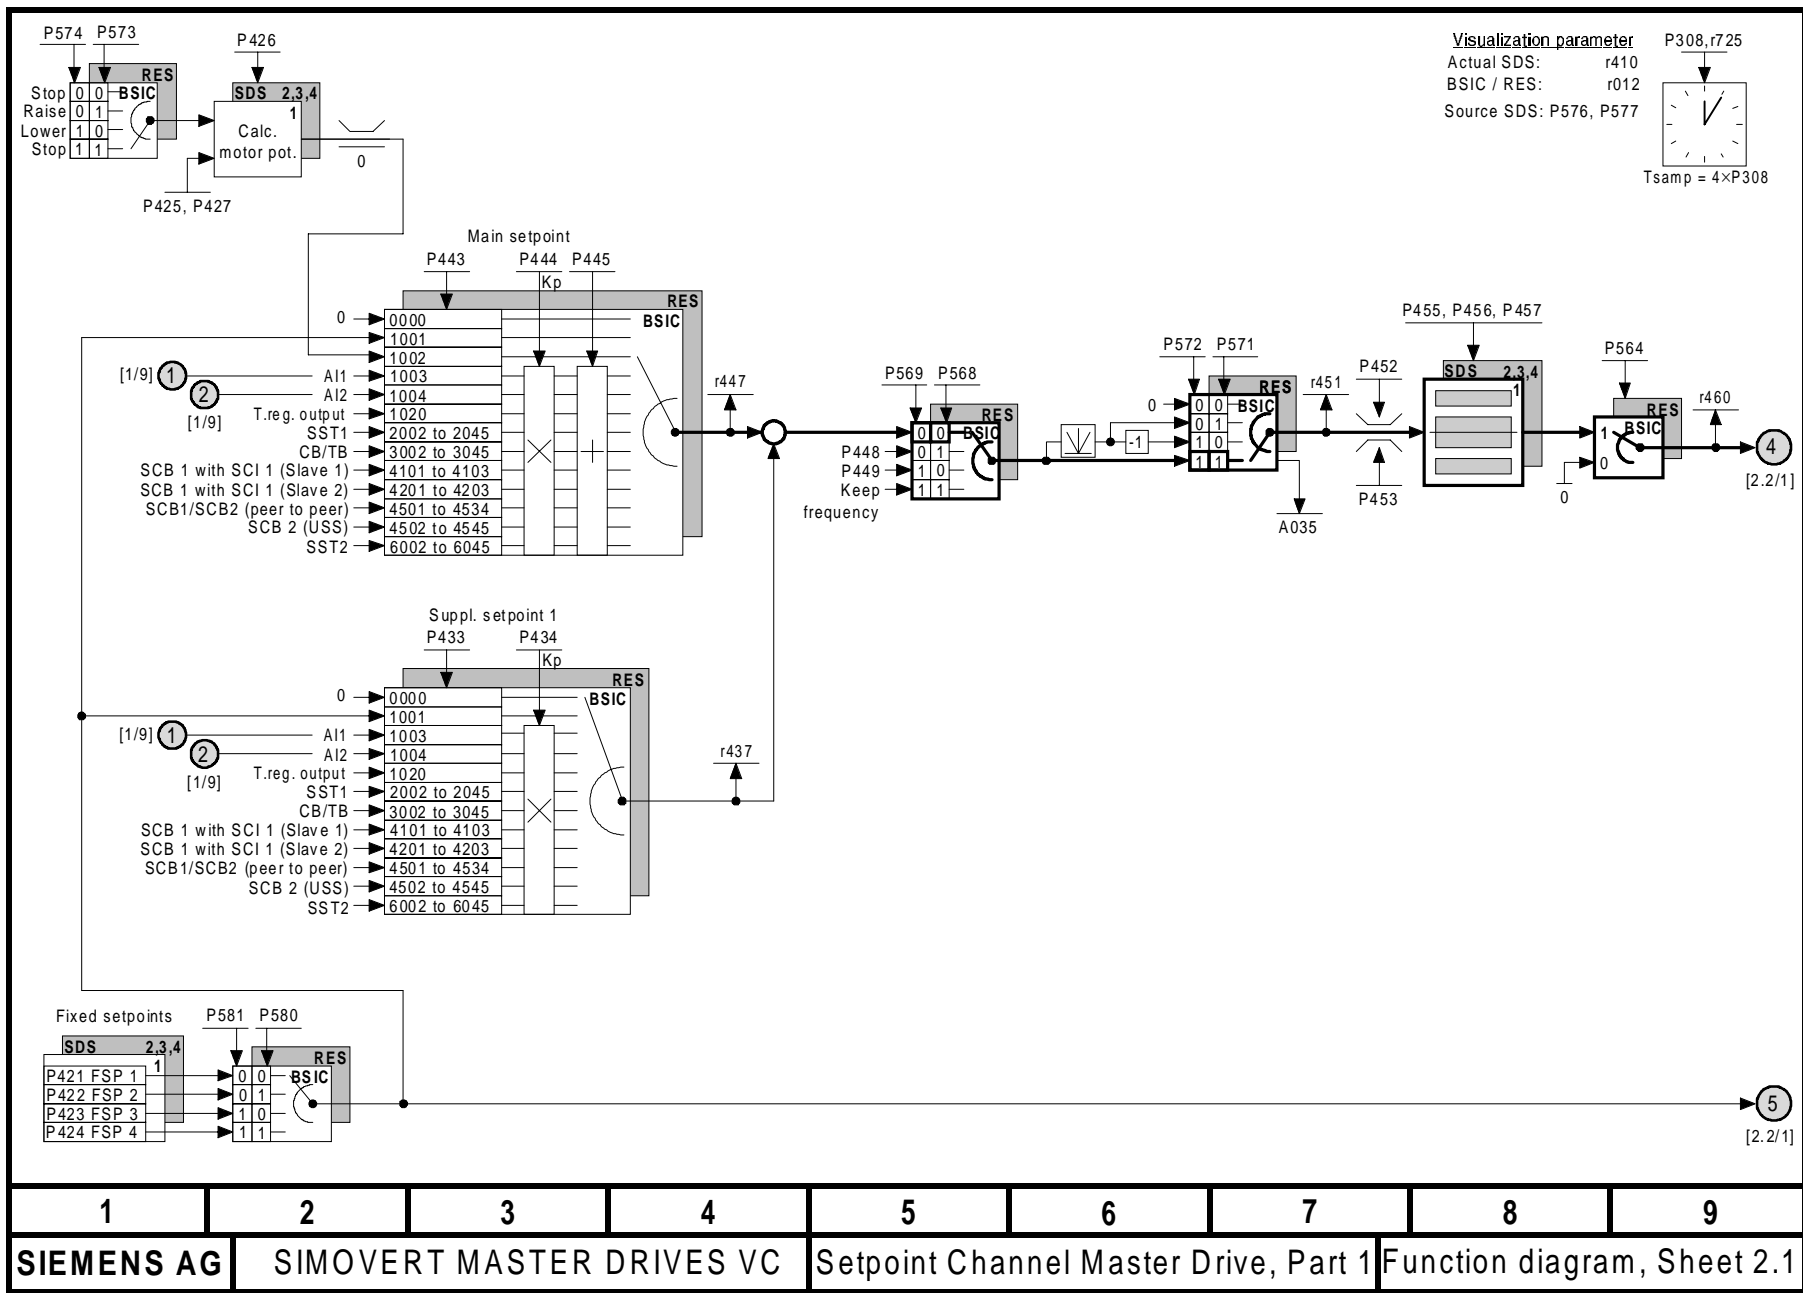 P574 P573
RES
BSIC
Stop 0 0
Raise 0 1
Lower 1 0
Stop 1 1
P426
SDS 2,3,4
1
Calc.
motor pot.
0
P425, P427
Visualization parameter
Actual SDS: r410
BSIC / RES: r012
Source SDS: P576, P577
P308,r725
Tsamp = 4×P308
Main setpoint
P443 P444 P445
Kp
RES
BSIC
0 0000
1001
1002
[1/9] 1 AI1 1003
2 AI2 1004
[1/9]
T.reg. output 1020
SST1 2002 to 2045
CB/TB 3002 to 3045
SCB 1 with SCI 1 (Slave 1) 4101 to 4103
SCB 1 with SCI 1 (Slave 2) 4201 to 4203
SCB1/SCB2 (peer to peer) 4501 to 4534
SCB 2 (USS) 4502 to 4545
SST2 6002 to 6045
r447
P569 P568
RES
BSIC
0 0
P448 0 1
P449 1 0
Keep 1 1
frequency
-1
P572 P571
RES
BSIC
0 0 0
0 1
1 0
1 1
A035
r451
P452
P453
P455, P456, P457
SDS 2,3,4
1
P564
RES
BSIC
1
0
0
r460
4
[2.2/1]
Suppl. setpoint 1
P433 P434
Kp
RES
BSIC
0 0000
1001
[1/9] 1 AI1 1003
2 AI2 1004
[1/9]
T.reg. output 1020
SST1 2002 to 2045
CB/TB 3002 to 3045
SCB 1 with SCI 1 (Slave 1) 4101 to 4103
SCB 1 with SCI 1 (Slave 2) 4201 to 4203
SCB1/SCB2 (peer to peer) 4501 to 4534
SCB 2 (USS) 4502 to 4545
SST2 6002 to 6045
r437
Fixed setpoints
SDS 2,3,4
1
P421 FSP 1
P422 FSP 2
P423 FSP 3
P424 FSP 4
P581 P580
RES
BSIC
0 0
0 1
1 0
1 1
5
[2.2/1]
1 2 3 4 5 6 7 8 9
SIEMENS AG SIMOVERT MASTER DRIVES VC Setpoint Channel Master Drive, Part 1 Function diagram, Sheet 2.1